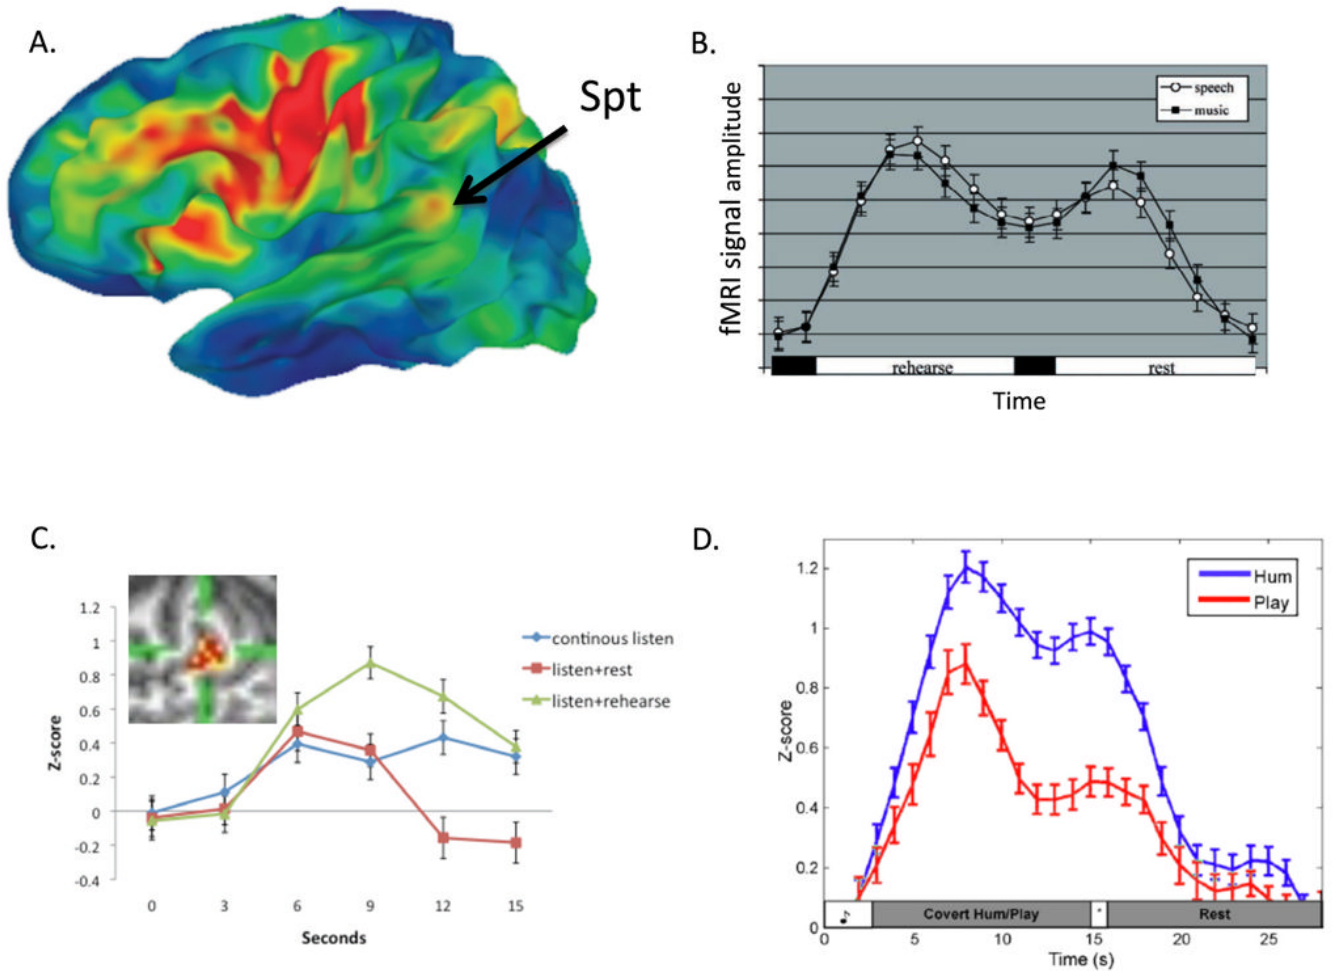 A.
Spt
B.
fMRI signal amplitude
speech
music
rehearse
rest
Time
C.
Z-score
1.2
1
0.8
0.6
0.4
0.2
0
-0.2
-0.4
continous listen
listen+rest
listen+rehearse
0 3 6 9 12 15
Seconds
D.
Z-score
1.2
1
0.8
0.6
0.4
0.2
0
Hum
Play
Covert Hum/Play * Rest
0 5 10 15 20 25
Time (s)